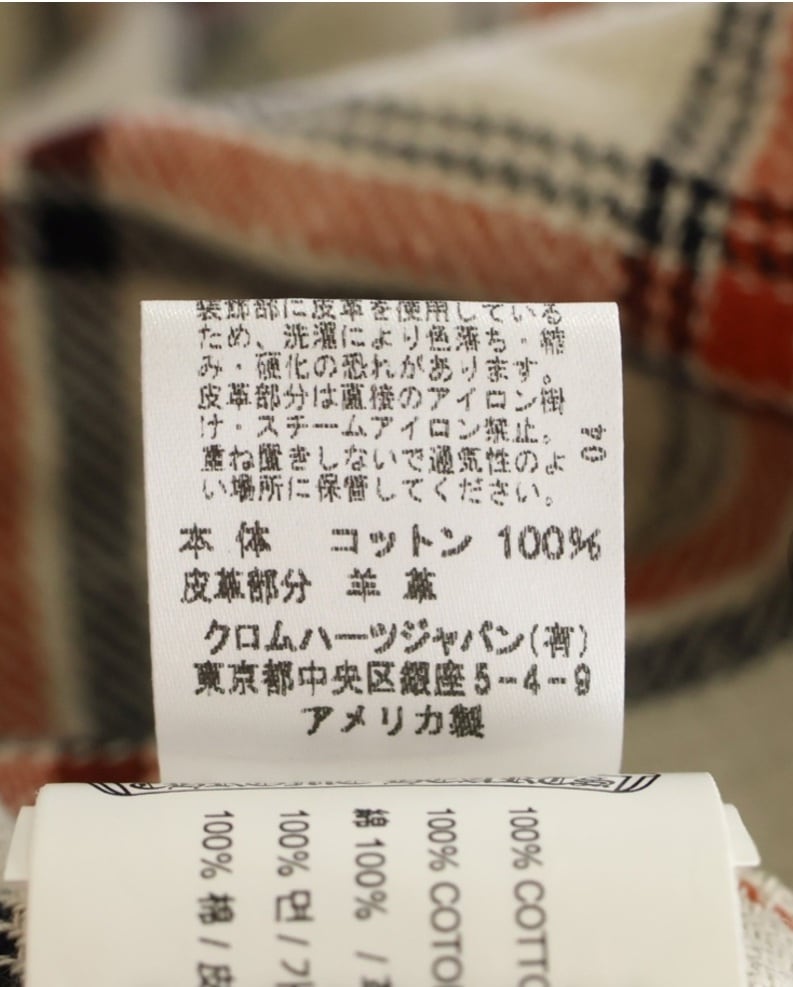 装飾部に皮革を使用している
ため、洗濯により色落ち・縮
み・硬化の恐れがあります。
皮革部分は直接のアイロン掛
け・スチームアイロン禁止。
重ね置きしないで通気性のよ
い場所に保管してください。
04
本体 コットン 100%
皮革部分 羊革
クロムハーツジャパン(有)
東京都中央区銀座5-4-9
アメリカ製
100% COTTO
100% COTO
綿 100% /
100% 면 / 가
100% 棉 / 皮